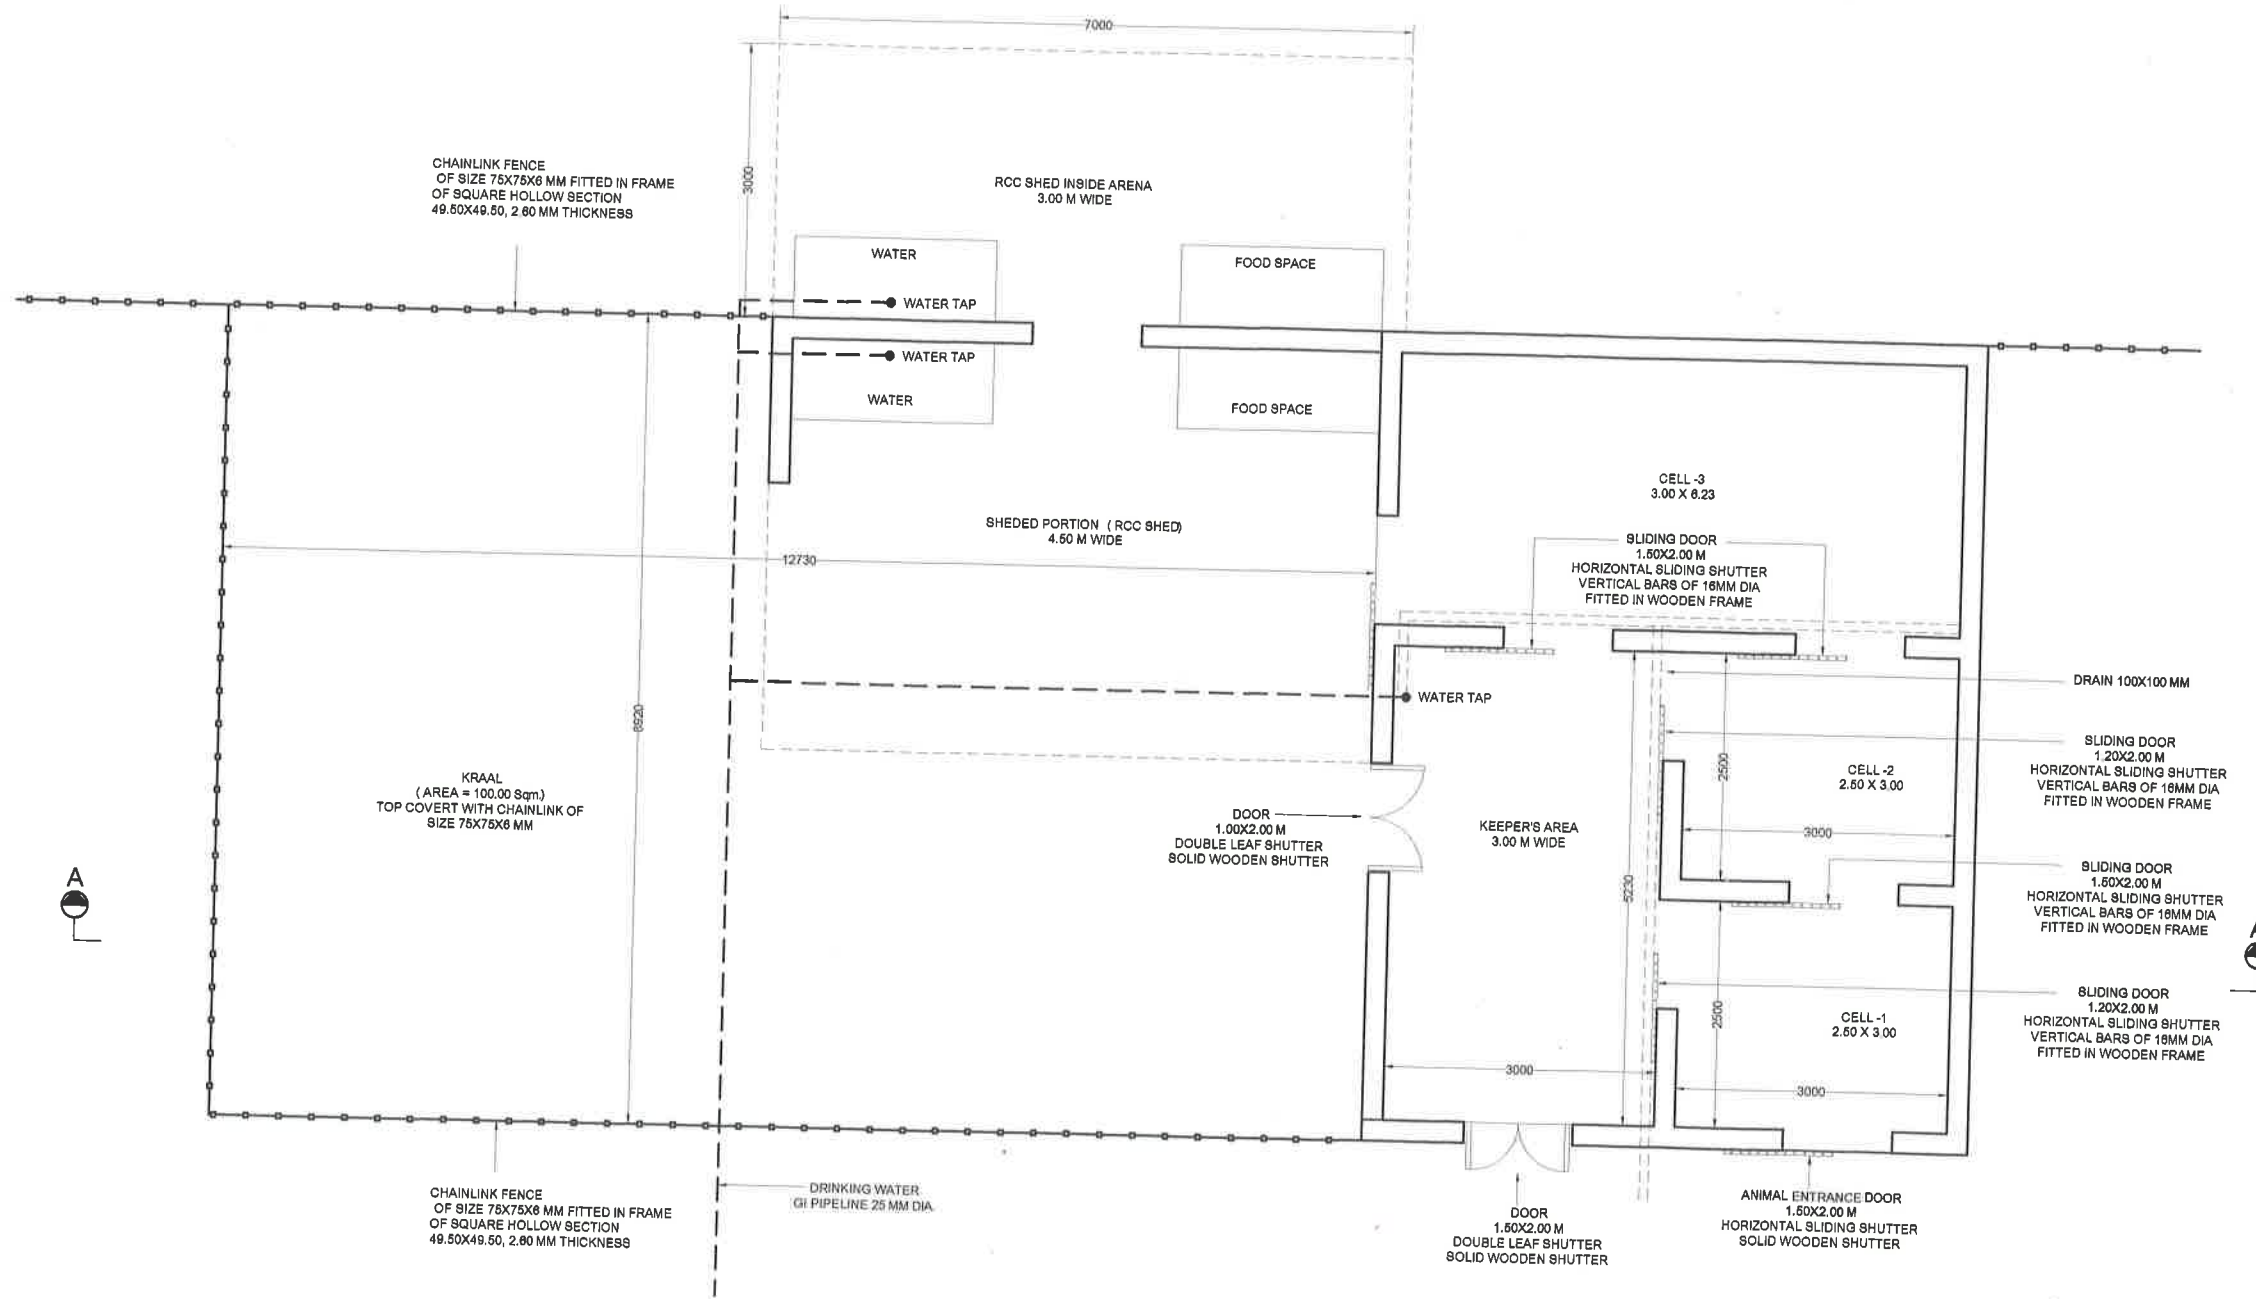 7000
3000
CHAINLINK FENCE
OF SIZE 75X75X6 MM FITTED IN FRAME
OF SQUARE HOLLOW SECTION
49.50X49.50, 2.60 MM THICKNESS
RCC SHED INSIDE ARENA
3.00 M WIDE
WATER
FOOD SPACE
WATER TAP
WATER TAP
WATER
FOOD SPACE
SHEDED PORTION ( RCC SHED)
4.50 M WIDE
12730
CELL -3
3.00 X 6.23
SLIDING DOOR
1.50X2.00 M
HORIZONTAL SLIDING SHUTTER
VERTICAL BARS OF 16MM DIA
FITTED IN WOODEN FRAME
WATER TAP
DRAIN 100X100 MM
8920
KRAAL
( AREA = 100.00 Sqm.)
TOP COVERT WITH CHAINLINK OF
SIZE 75X75X6 MM
DOOR
1.00X2.00 M
DOUBLE LEAF SHUTTER
SOLID WOODEN SHUTTER
KEEPER'S AREA
3.00 M WIDE
2500
CELL -2
2.50 X 3.00
3000
SLIDING DOOR
1.20X2.00 M
HORIZONTAL SLIDING SHUTTER
VERTICAL BARS OF 16MM DIA
FITTED IN WOODEN FRAME
5230
SLIDING DOOR
1.50X2.00 M
HORIZONTAL SLIDING SHUTTER
VERTICAL BARS OF 16MM DIA
FITTED IN WOODEN FRAME
A
A
2500
CELL -1
2.50 X 3.00
3000
3000
SLIDING DOOR
1.20X2.00 M
HORIZONTAL SLIDING SHUTTER
VERTICAL BARS OF 16MM DIA
FITTED IN WOODEN FRAME
CHAINLINK FENCE
OF SIZE 75X75X6 MM FITTED IN FRAME
OF SQUARE HOLLOW SECTION
49.50X49.50, 2.60 MM THICKNESS
DRINKING WATER
GI PIPELINE 25 MM DIA.
DOOR
1.50X2.00 M
DOUBLE LEAF SHUTTER
SOLID WOODEN SHUTTER
ANIMAL ENTRANCE DOOR
1.50X2.00 M
HORIZONTAL SLIDING SHUTTER
SOLID WOODEN SHUTTER